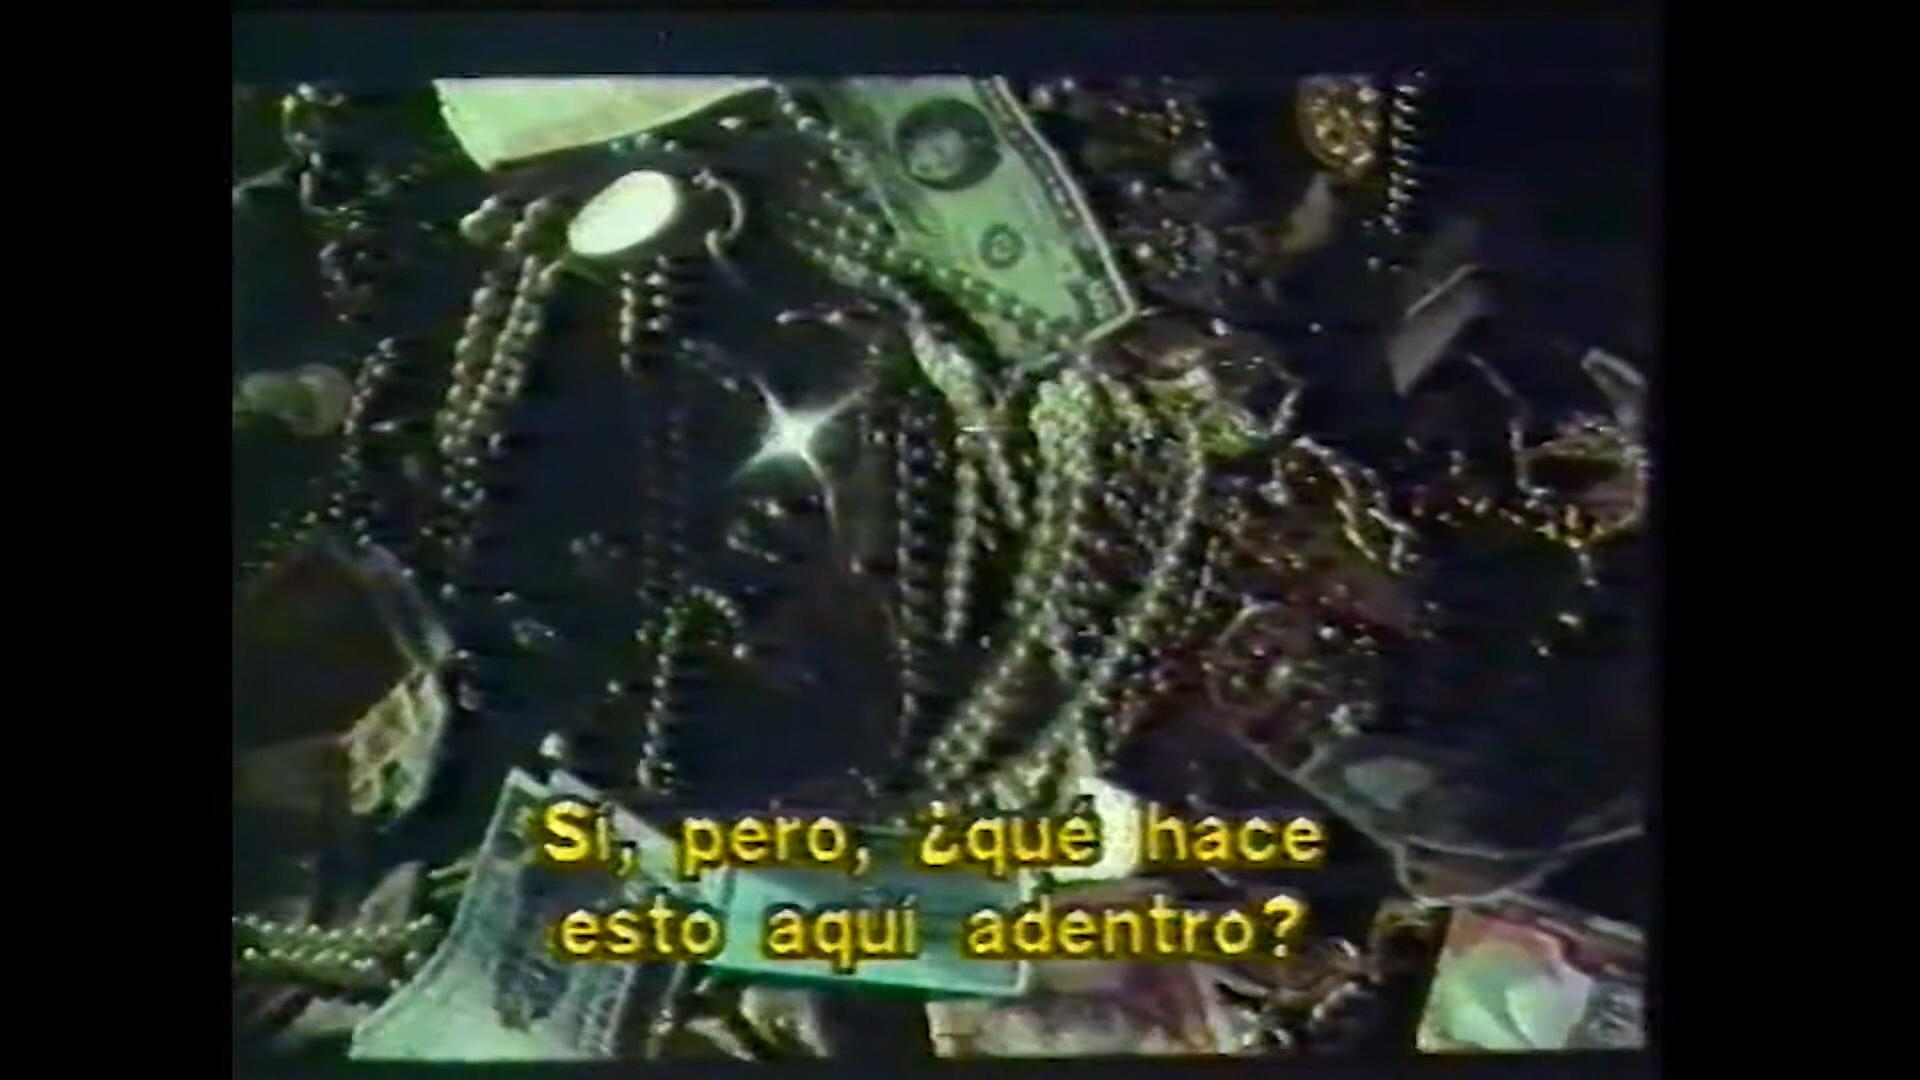 Sí, pero, ¿qué hace
esto aquí adentro?